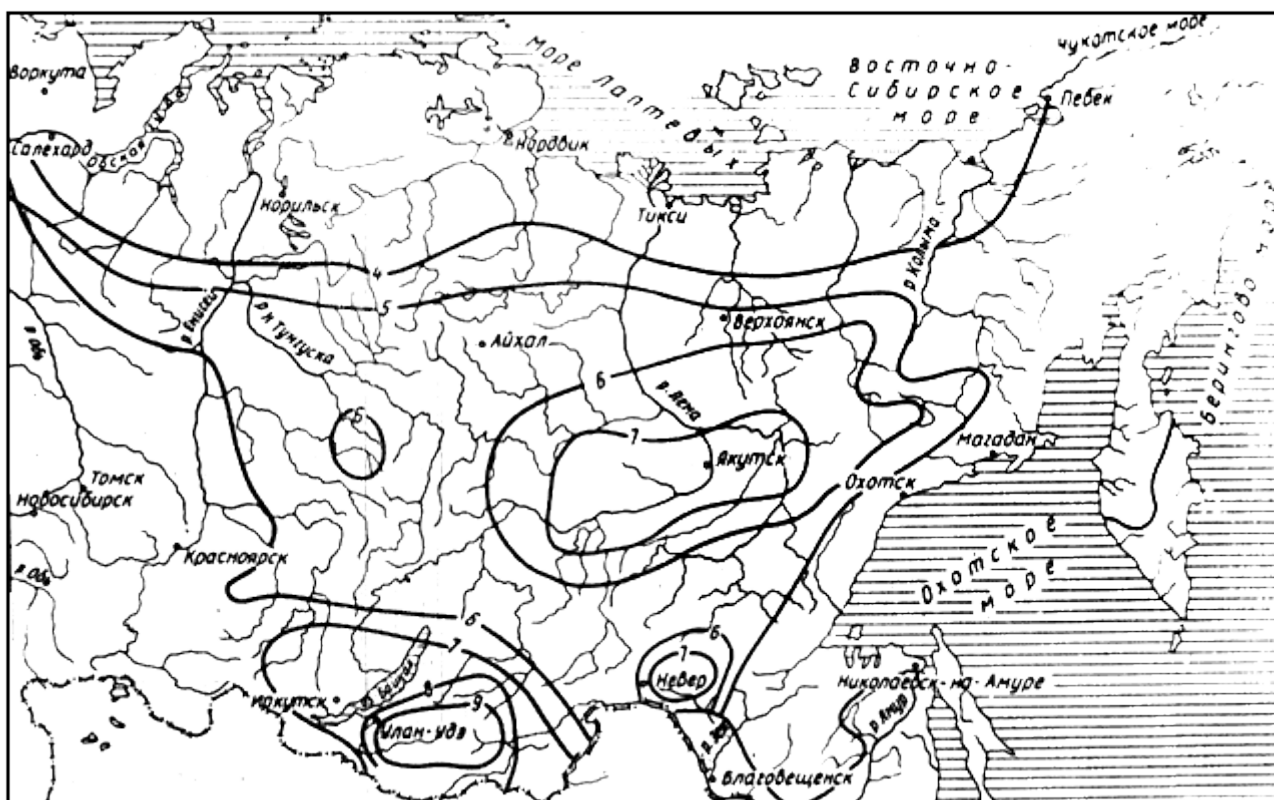 Чукотское море
Воркута
Море Лаптевых
Восточно-
Сибирское
море
Певек
Салехард
Обская
Нордвик
Норильск
Тикси
р. Колыма
4
5
Верхоянск
р. Енисей
р. Н. Тунгуска
Айхал
р. Обь
Берингово
6
р. Лена
5
7
Якутск
Магадан
Охотск
Томск
Новосибирск
Красноярск
р. Обь
Охотское
море
6
7
6
7
Невер
Николаевск-на-Амуре
Иркутск
Байкал
8
9
Улан-Удэ
р. Амур
Благовещенск